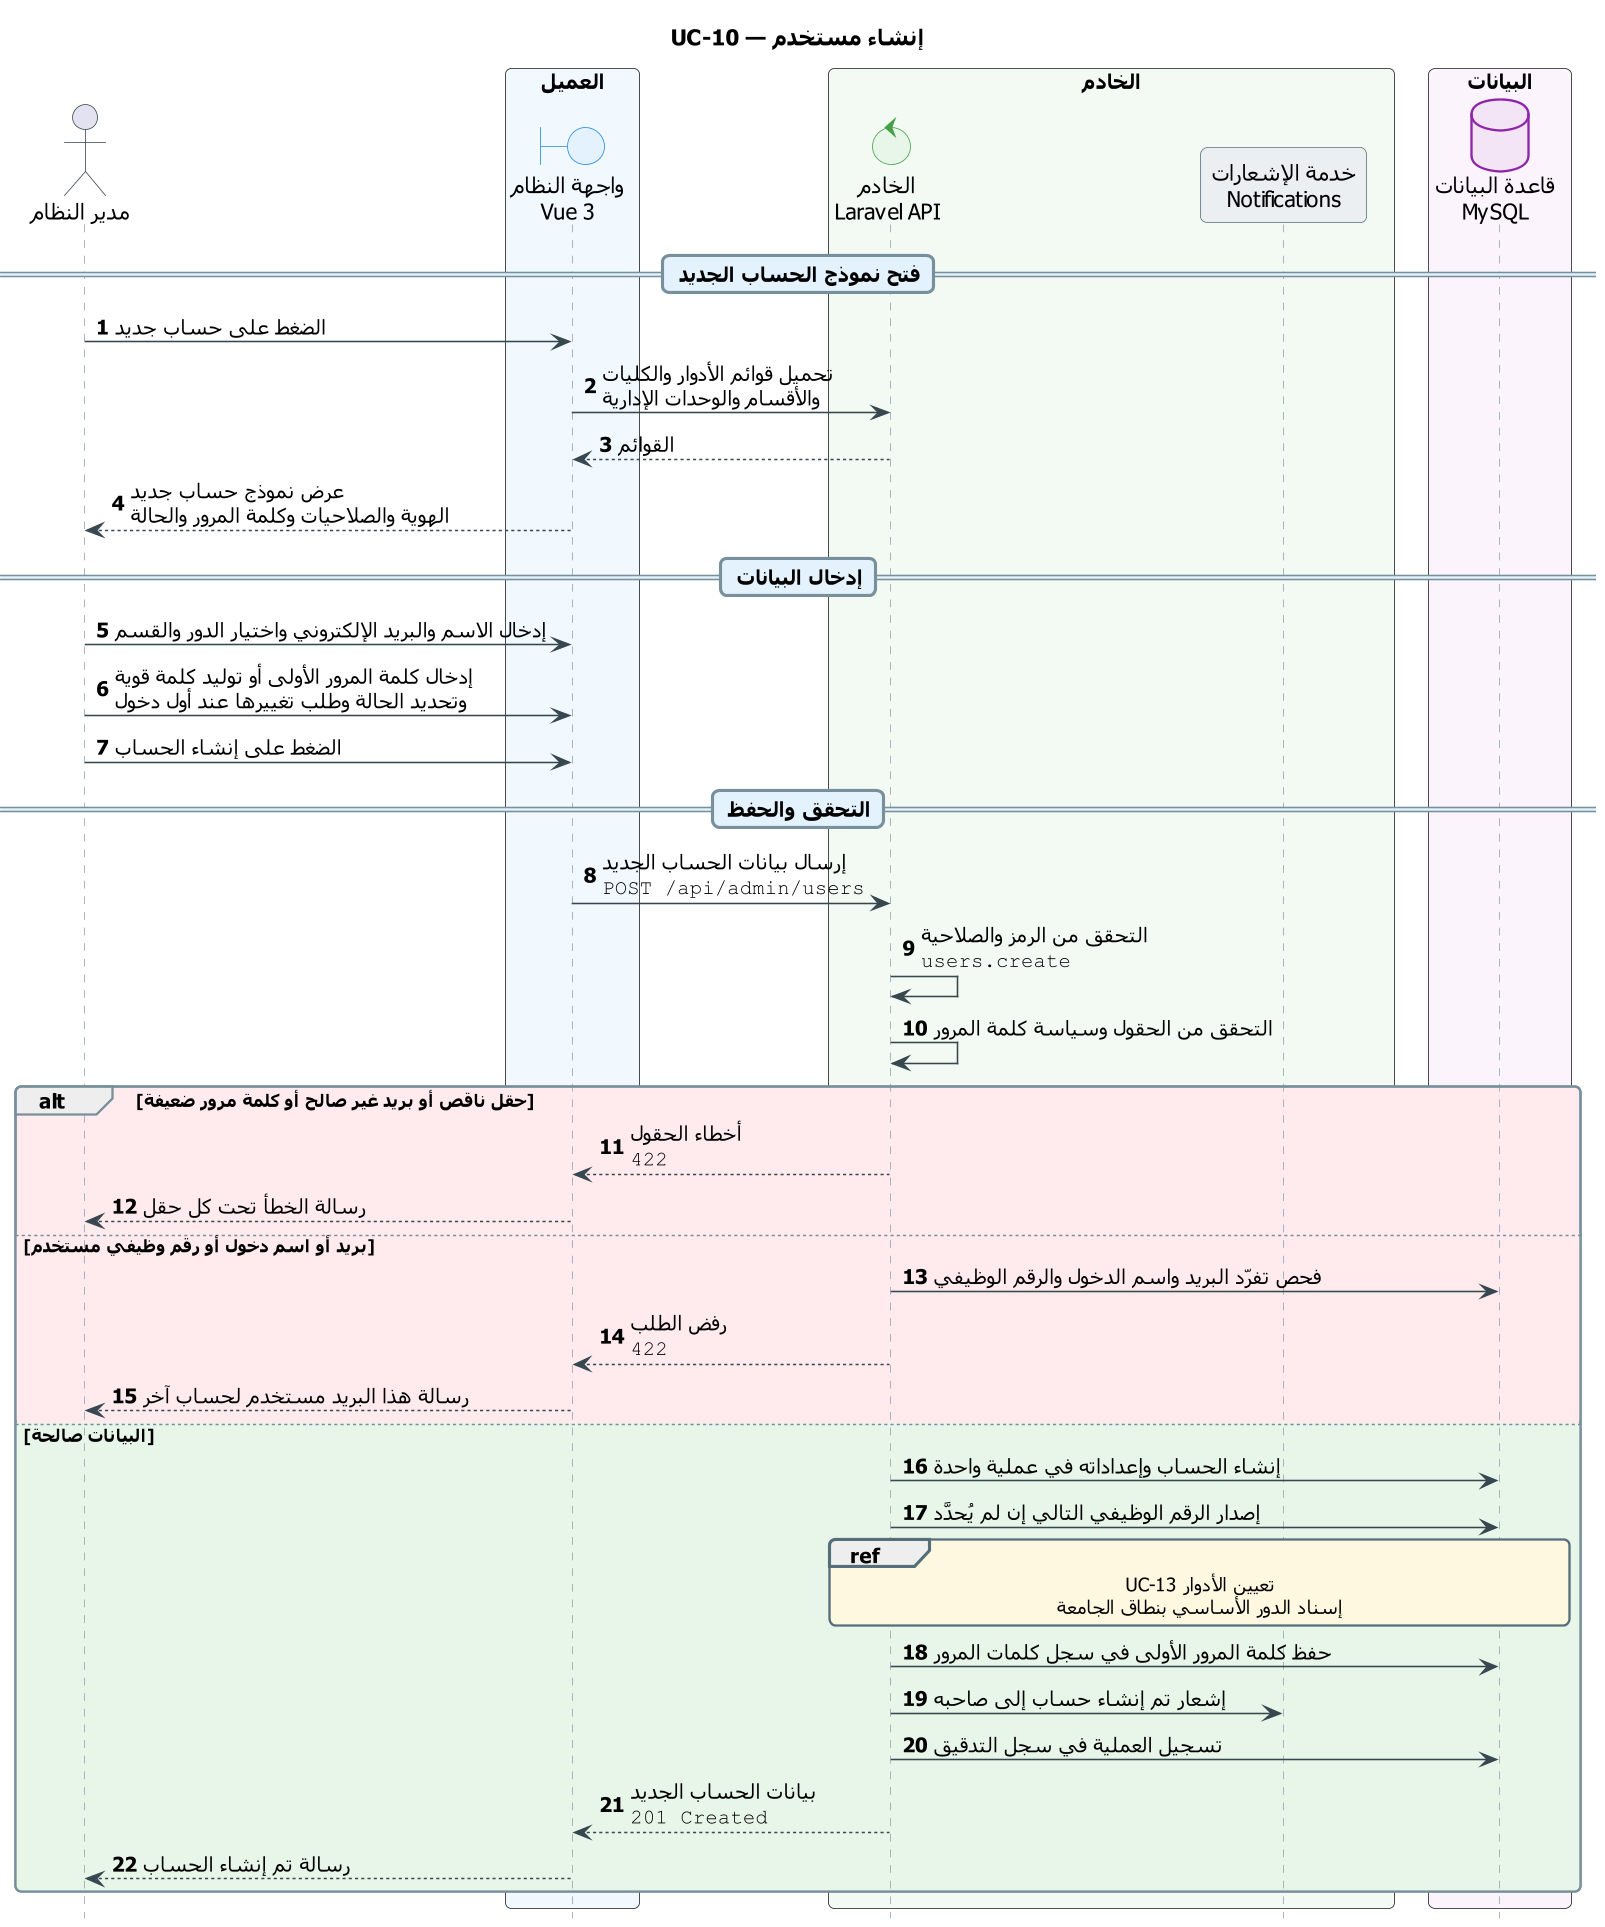 UC-10 — إنشاء مستخدم
العميل
الخادم
البيانات
مدير النظام
واجهة النظام
Vue 3
الخادم
Laravel API
خدمة الإشعارات
Notifications
قاعدة البيانات
MySQL
فتح نموذج الحساب الجديد
1 الضغط على حساب جديد
2 تحميل قوائم الأدوار والكليات
والأقسام والوحدات الإدارية
3 القوائم
4 عرض نموذج حساب جديد
الهوية والصلاحيات وكلمة المرور والحالة
إدخال البيانات
5 إدخال الاسم والبريد الإلكتروني واختيار الدور والقسم
6 إدخال كلمة المرور الأولى أو توليد كلمة قوية
وتحديد الحالة وطلب تغييرها عند أول دخول
7 الضغط على إنشاء الحساب
التحقق والحفظ
8 إرسال بيانات الحساب الجديد
POST /api/admin/users
9 التحقق من الرمز والصلاحية
users.create
10 التحقق من الحقول وسياسة كلمة المرور
alt
[حقل ناقص أو بريد غير صالح أو كلمة مرور ضعيفة]
11 أخطاء الحقول
422
12 رسالة الخطأ تحت كل حقل
[بريد أو اسم دخول أو رقم وظيفي مستخدم]
13 فحص تفرّد البريد واسم الدخول والرقم الوظيفي
14 رفض الطلب
422
15 رسالة هذا البريد مستخدم لحساب آخر
[البيانات صالحة]
16 إنشاء الحساب وإعداداته في عملية واحدة
17 إصدار الرقم الوظيفي التالي إن لم يُحدَّد
ref
UC-13 تعيين الأدوار
إسناد الدور الأساسي بنطاق الجامعة
18 حفظ كلمة المرور الأولى في سجل كلمات المرور
19 إشعار تم إنشاء حساب إلى صاحبه
20 تسجيل العملية في سجل التدقيق
21 بيانات الحساب الجديد
201 Created
22 رسالة تم إنشاء الحساب